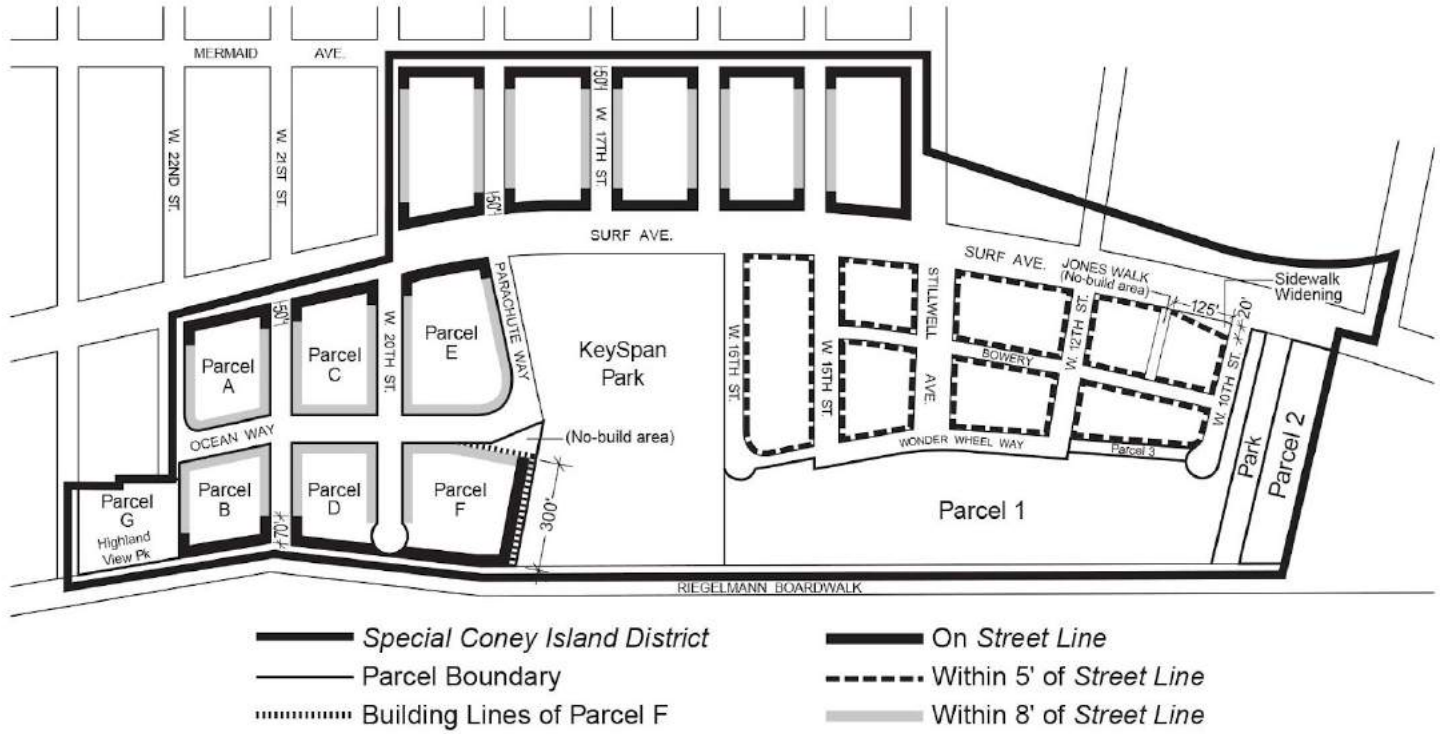 MERMAID AVE.
50'
W. 17TH ST.
W. 22ND ST.
W. 21ST ST.
50'
SURF AVE.
SURF AVE.
JONES WALK
(No-build area)
Sidewalk
Widening
125'
20'
PARACHUTE WAY
50'
W. 20TH ST.
Parcel
A
Parcel
C
Parcel
E
KeySpan
Park
W. 16TH ST.
W. 15TH ST.
STILLWELL AVE.
BOWERY
W. 12TH ST.
W. 10TH ST.
OCEAN WAY
(No-build area)
WONDER WHEEL WAY
Parcel 3
Park
Parcel 2
Parcel
G
Highland
View Pk
Parcel
B
Parcel
D
Parcel
F
70'
300'
Parcel 1
RIEGELMANN BOARDWALK
Special Coney Island District
On Street Line
Parcel Boundary
Within 5' of Street Line
Building Lines of Parcel F
Within 8' of Street Line